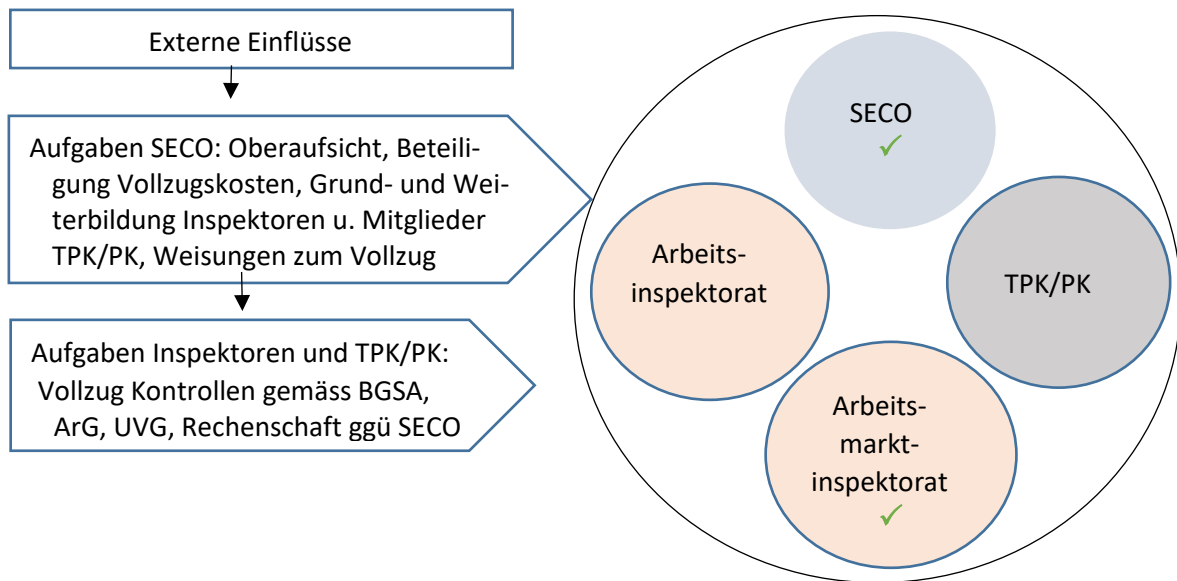 Externe Einflüsse
Aufgaben SECO: Oberaufsicht, Beteili-
gung Vollzugskosten, Grund- und Wei-
terbildung Inspektoren u. Mitglieder
TPK/PK, Weisungen zum Vollzug
Aufgaben Inspektoren und TPK/PK:
Vollzug Kontrollen gemäss BGSA,
ArG, UVG, Rechenschaft ggü SECO
SECO
✓
Arbeits-
inspektorat
TPK/PK
Arbeits-
markt-
inspektorat
✓